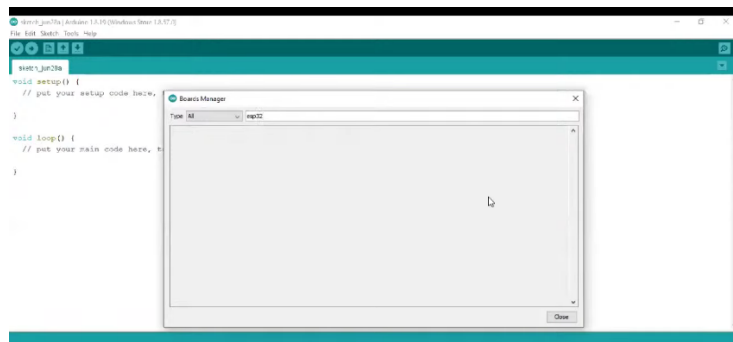 sketch_jun28a | Arduino 1.8.19 (Windows Store 1.8.57.0)
File Edit Sketch Tools Help
sketch_jun28a
void setup() {
// put your setup code here,
}
void loop() {
// put your main code here, t
}
Boards Manager
Type All esp32
Close